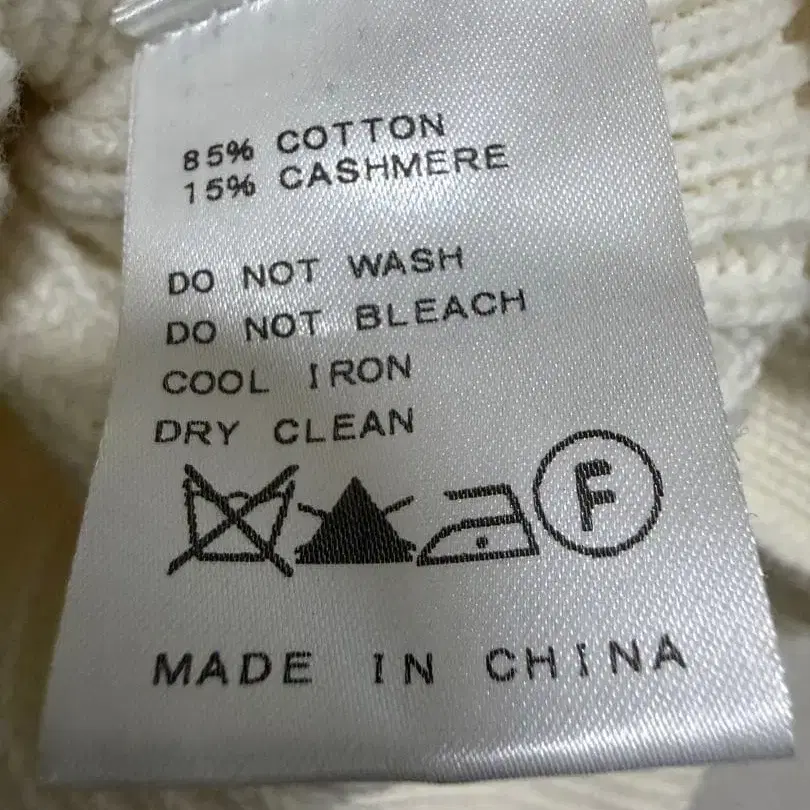 85% COTTON
15% CASHMERE
DO NOT WASH
DO NOT BLEACH
COOL IRON
DRY CLEAN
F
MADE IN CHINA